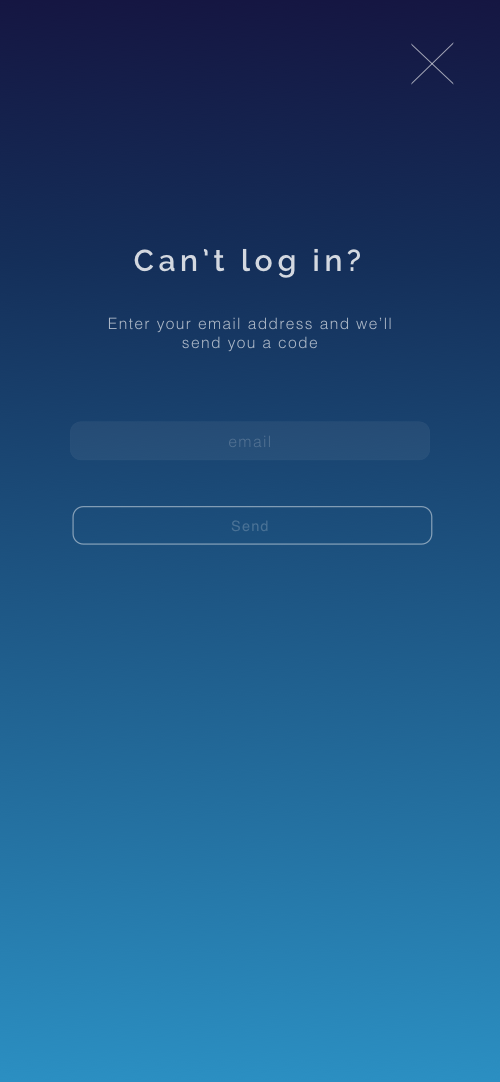 Can't log in?
Enter your email address and we'll
send you a code
email
Send